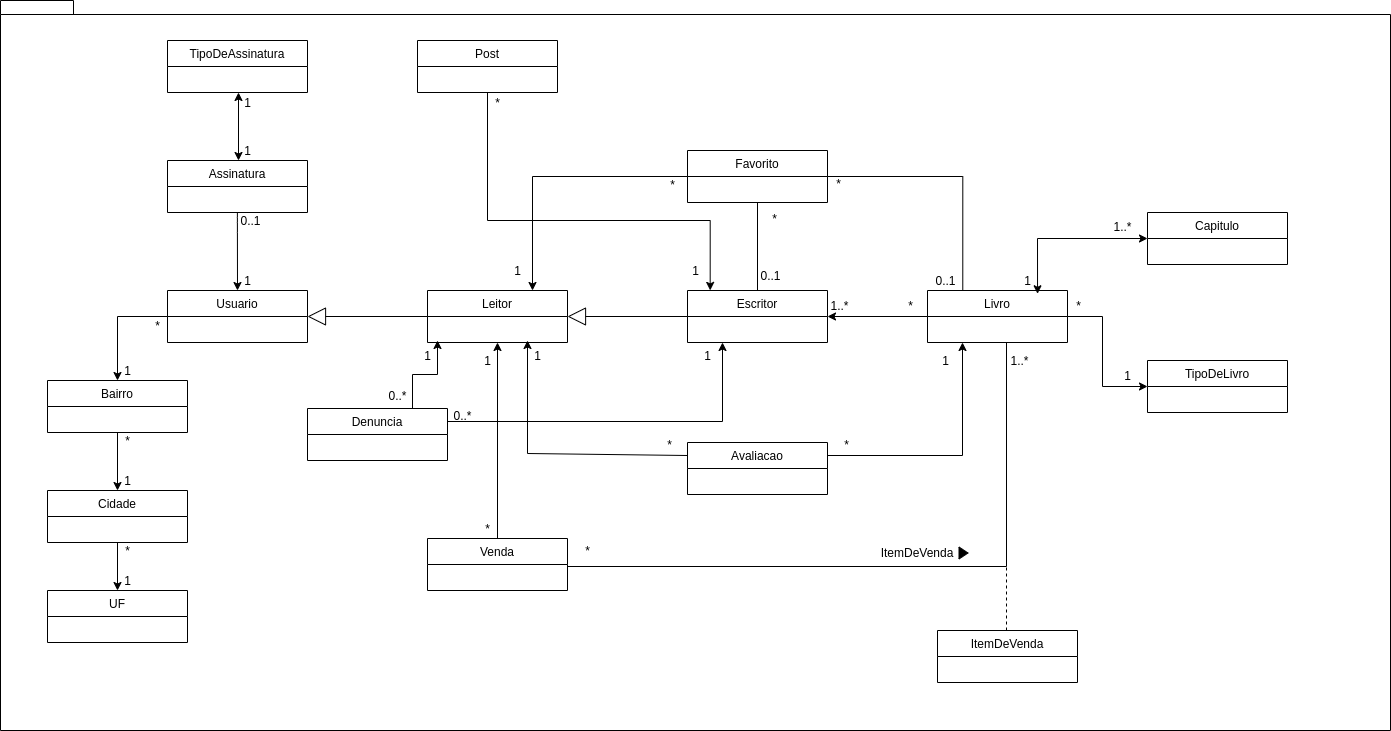 TipoDeAssinatura
Post
1
*
1
Assinatura
Favorito
*
*
0..1
*
1..*
Capitulo
1
1
1
0..1
0..1
1
Usuario
Leitor
Escritor
1..*
*
Livro
*
*
1
1
1
1
1
1..*
1
Bairro
0..*
1
TipoDeLivro
Denuncia
0..*
*
*
*
Avaliacao
1
Cidade
*
*
Venda
*
ItemDeVenda
1
UF
ItemDeVenda